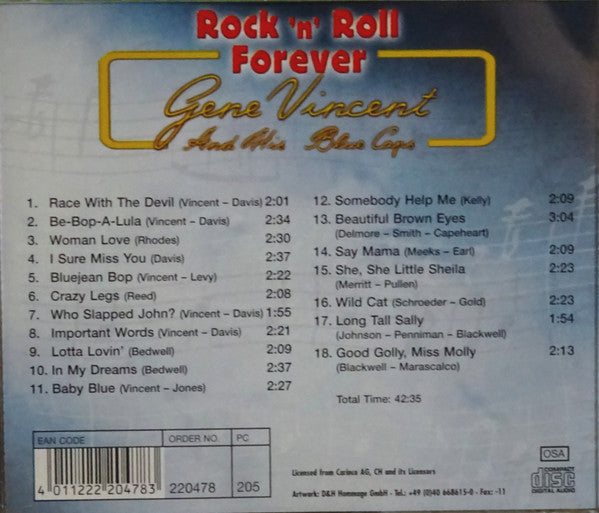 Rock 'n' Roll
Forever
Gene Vincent
And His Blue Caps
1. Race With The Devil (Vincent – Davis) 2:01
2. Be-Bop-A-Lula (Vincent – Davis) 2:34
3. Woman Love (Rhodes) 2:30
4. I Sure Miss You (Davis) 2:37
5. Bluejean Bop (Vincent – Levy) 2:22
6. Crazy Legs (Reed) 2:08
7. Who Slapped John? (Vincent – Davis) 1:55
8. Important Words (Vincent – Davis) 2:21
9. Lotta Lovin' (Bedwell) 2:09
10. In My Dreams (Bedwell) 2:37
11. Baby Blue (Vincent – Jones) 2:27
12. Somebody Help Me (Kelly) 2:09
13. Beautiful Brown Eyes 3:04
(Delmore – Smith – Capeheart)
14. Say Mama (Meeks – Earl) 2:09
15. She, She Little Sheila 2:23
(Merritt – Pullen)
16. Wild Cat (Schroeder – Gold) 2:23
17. Long Tall Sally 1:54
(Johnson – Penniman – Blackwell)
18. Good Golly, Miss Molly 2:13
(Blackwell – Marascalco)
Total Time: 42:35
EAN CODE ORDER NO. PC
4 011222 204783 220478 205
OSA
Licensed from Carinco AG, CH and its Licensors
Artwork: D&H Hommage GmbH - Tel.: +49 (0)40 668615-0 - Fax: -11
COMPACT
disc
DIGITAL AUDIO